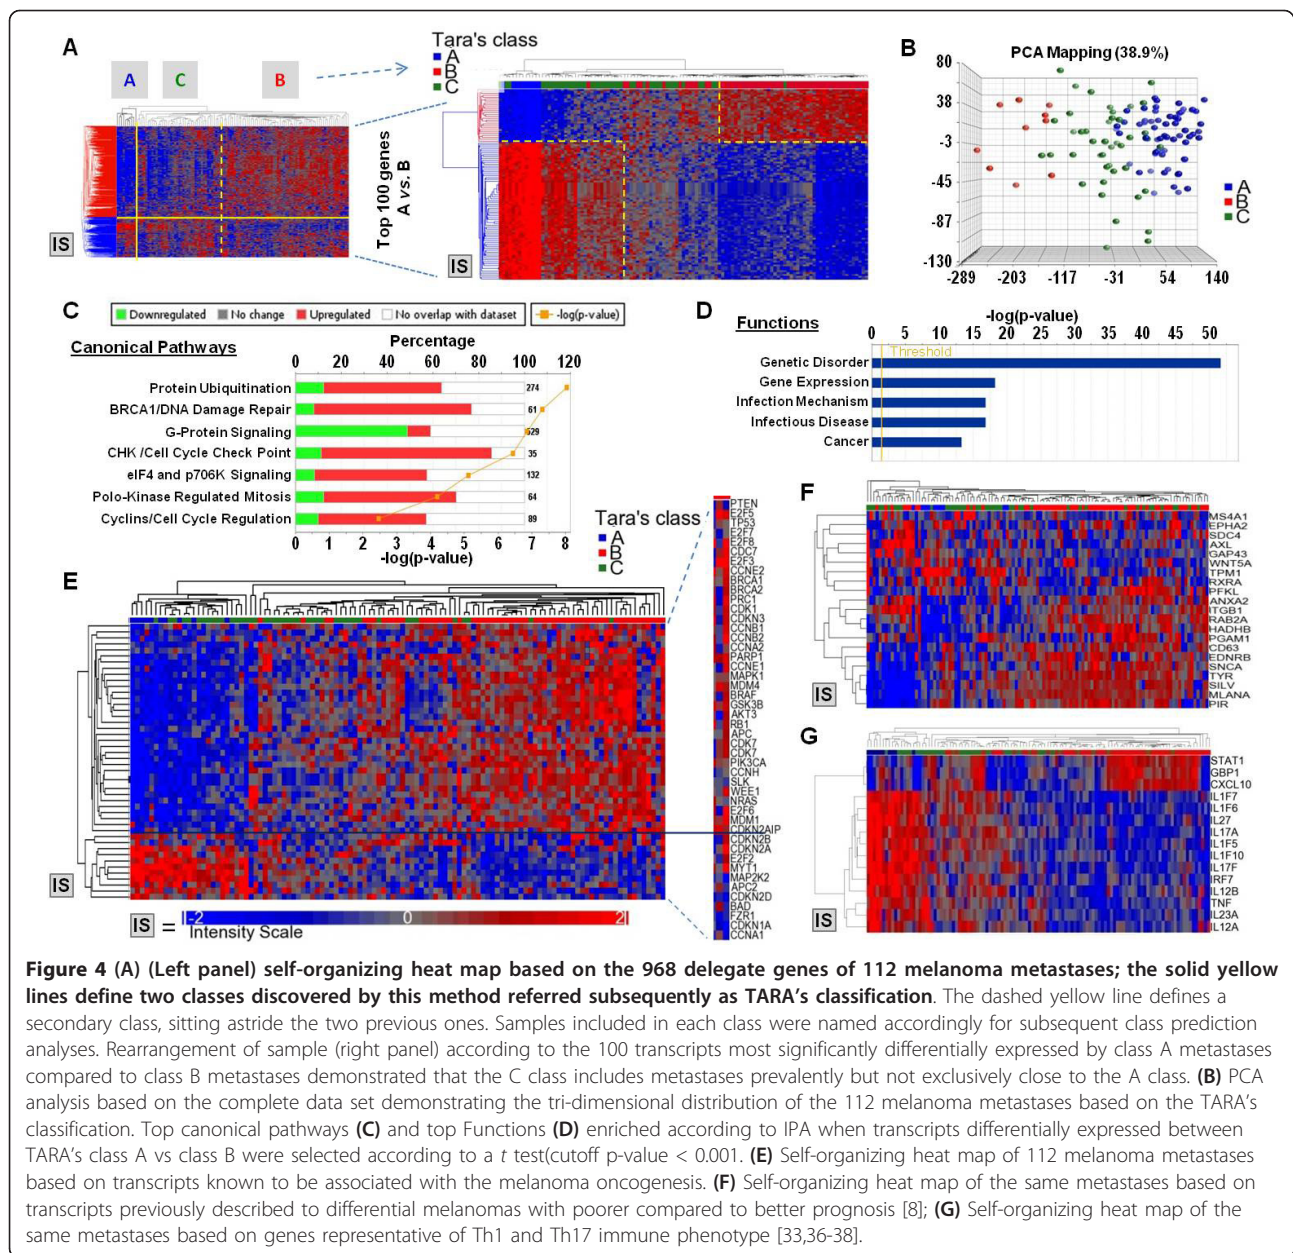 A
A
C
B
IS
Top 100 genes
A vs. B
Tara's class
A
B
C
IS
B
PCA Mapping (38.9%)
80
38
-3
-45
-87
-130
-289 -203 -117 -31 54 140
A
B
C
C
Downregulated No change Upregulated No overlap with dataset -log(p-value)
Canonical Pathways
Percentage
0 20 40 60 80 100 120
Protein Ubiquitination 274
BRCA1/DNA Damage Repair 61
G-Protein Signaling 529
CHK /Cell Cycle Check Point 35
eIF4 and p706K Signaling 132
Polo-Kinase Regulated Mitosis 64
Cyclins/Cell Cycle Regulation 89
0 1 2 3 4 5 6 7 8
-log(p-value)
D
Functions
-log(p-value)
0 5 10 15 20 25 30 35 40 45 50
Threshold
Genetic Disorder
Gene Expression
Infection Mechanism
Infectious Disease
Cancer
E
Tara's class
A
B
C
IS
IS = -2 0 2
Intensity Scale
PTEN
E2F5
TP53
E2F7
E2F8
CDC7
E2F3
CCNE2
BRCA1
BRCA2
PRC1
CDK1
CDKN3
CCNB1
CCNB2
CCNA2
PARP1
CCNE1
MAPK1
MDM4
BRAF
GSK3B
AKT3
RB1
APC
CDK7
CDK7
PIK3CA
CCNH
SLK
WEE1
NRAS
E2F6
MDM1
CDKN2AIP
CDKN2B
CDKN2A
E2F2
MYT1
MAP2K2
APC2
CDKN2D
BAD
FZR1
CDKN1A
CCNA1
F
IS
MS4A1
EPHA2
SDC4
AXL
GAP43
WNT5A
TPM1
RXRA
PFKL
ANXA2
ITGB1
RAB2A
HADHB
PGAM1
CD63
EDNRB
SNCA
TYR
SILV
MLANA
PIR
G
IS
STAT1
GBP1
CXCL10
IL1F7
IL1F6
IL27
IL17A
IL1F5
IL1F10
IL17F
IRF7
IL12B
TNF
IL23A
IL12A
Figure 4 (A) (Left panel) self-organizing heat map based on the 968 delegate genes of 112 melanoma metastases; the solid yellow
lines define two classes discovered by this method referred subsequently as TARA's classification. The dashed yellow line defines a
secondary class, sitting astride the two previous ones. Samples included in each class were named accordingly for subsequent class prediction
analyses. Rearrangement of sample (right panel) according to the 100 transcripts most significantly differentially expressed by class A metastases
compared to class B metastases demonstrated that the C class includes metastases prevalently but not exclusively close to the A class. (B) PCA
analysis based on the complete data set demonstrating the tri-dimensional distribution of the 112 melanoma metastases based on the TARA's
classification. Top canonical pathways (C) and top Functions (D) enriched according to IPA when transcripts differentially expressed between
TARA's class A vs class B were selected according to a t test(cutoff p-value < 0.001. (E) Self-organizing heat map of 112 melanoma metastases
based on transcripts known to be associated with the melanoma oncogenesis. (F) Self-organizing heat map of the same metastases based on
transcripts previously described to differential melanomas with poorer compared to better prognosis [8]; (G) Self-organizing heat map of the
same metastases based on genes representative of Th1 and Th17 immune phenotype [33,36-38].